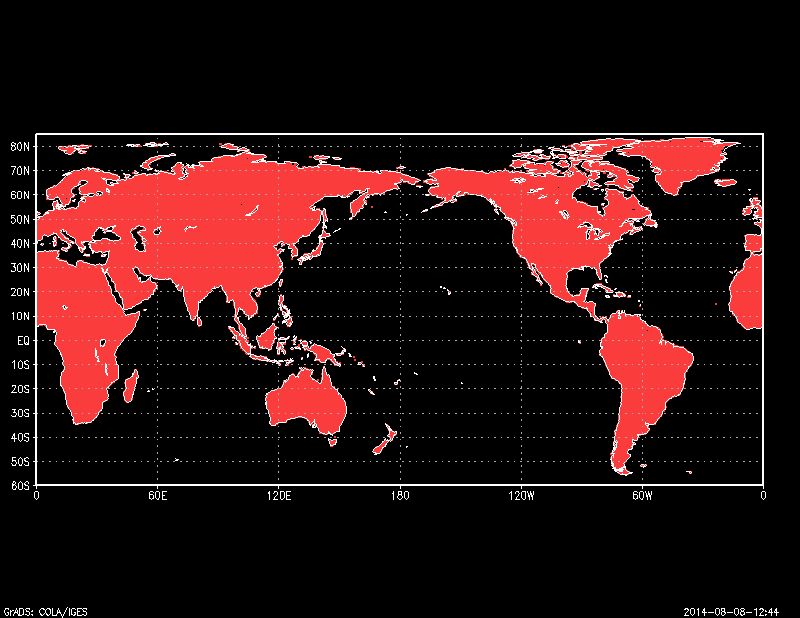 80N
70N
60N
50N
40N
30N
20N
10N
EQ
10S
20S
30S
40S
50S
60S
0 60E 120E 180 120W 60W 0
GrADS: COLA/IGES 2014-08-08-12:44